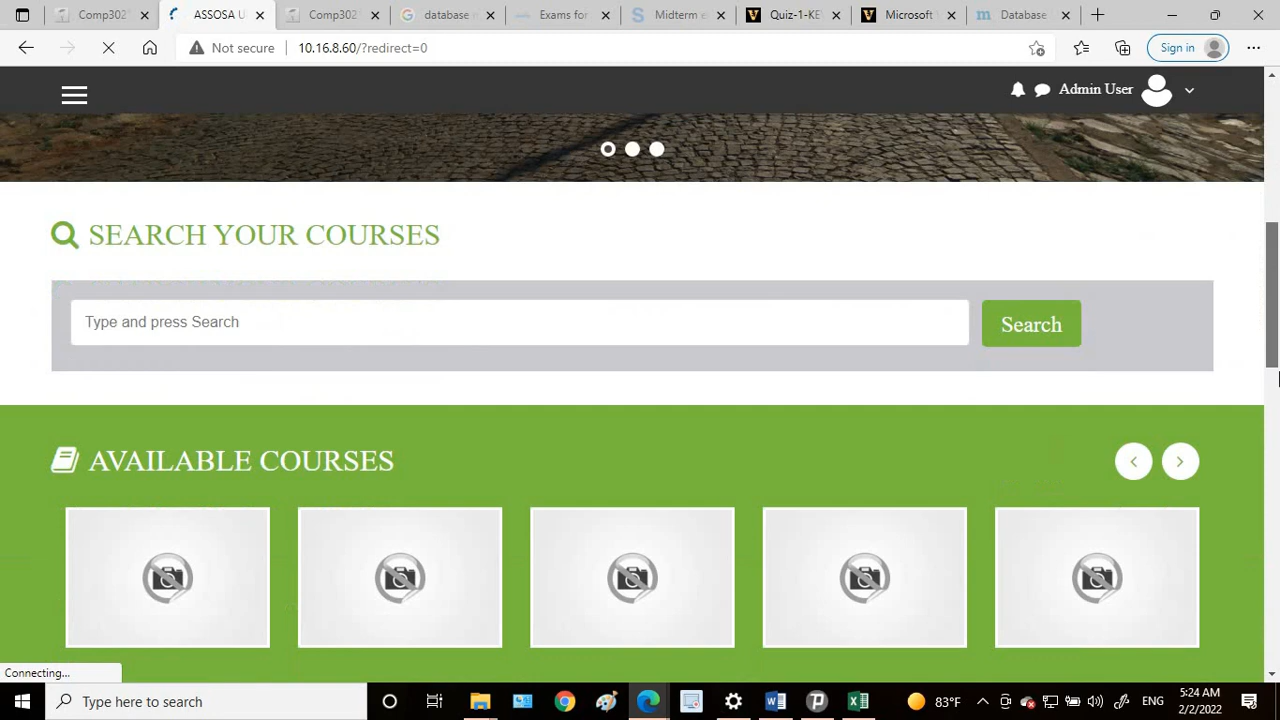 Comp302
ASSOSA U
Comp302
database n
Exams for
Midterm e
Quiz-1-KE
Microsoft
Database
Not secure
10.16.8.60/?redirect=0
Sign in
Admin User
SEARCH YOUR COURSES
Type and press Search
Search
AVAILABLE COURSES
Connecting...
Type here to search
83°F
ENG
5:24 AM
2/2/2022